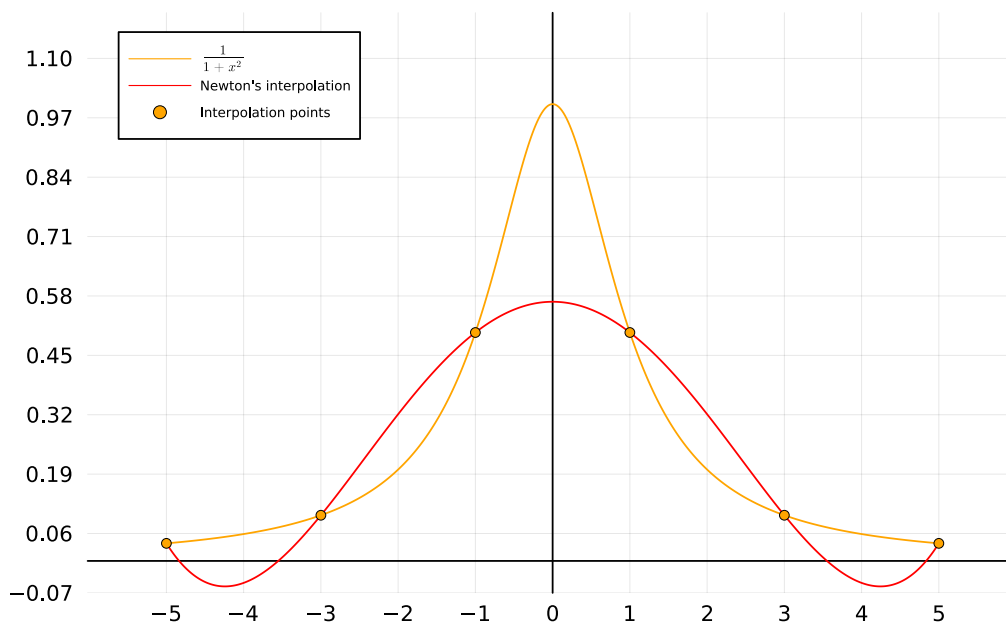 1.10
0.97
0.84
0.71
0.58
0.45
0.32
0.19
0.06
−0.07
1
1 + x²
Newton's interpolation
Interpolation points
−5 −4 −3 −2 −1 0 1 2 3 4 5